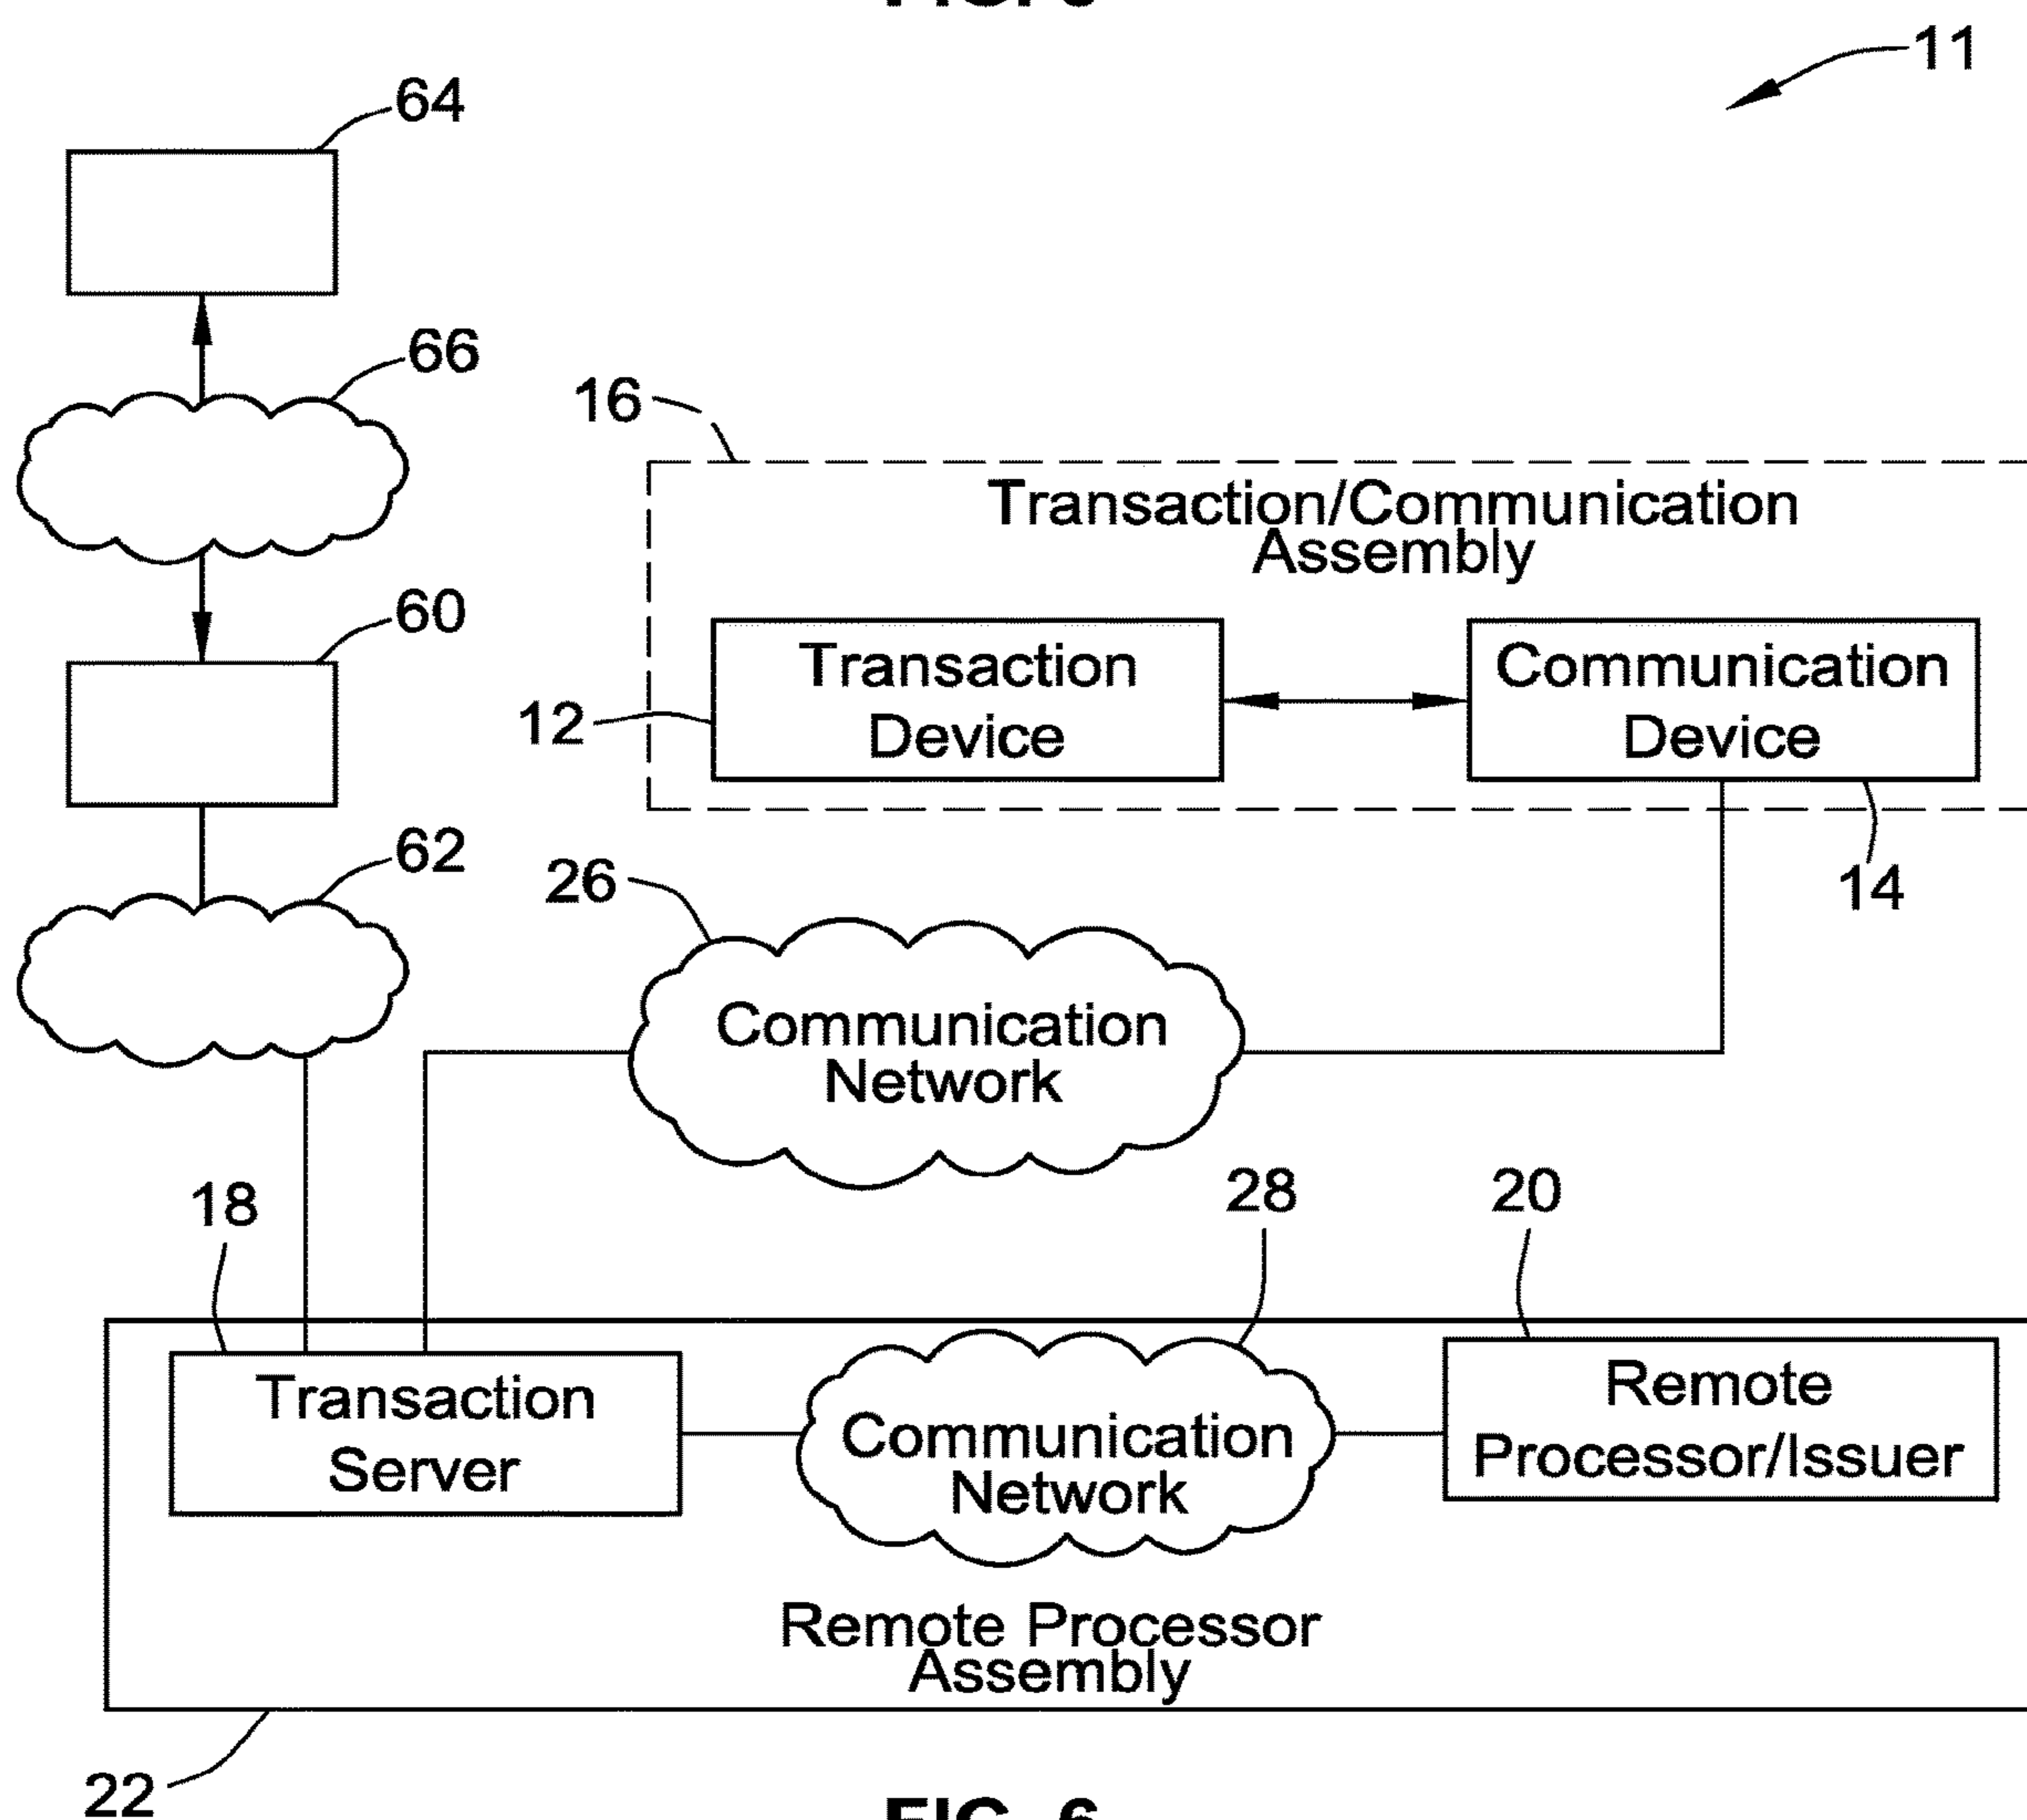 11
64
66
16
Transaction/Communication
Assembly
60
Transaction
Device
Communication
Device
12
62
26
14
Communication
Network
18
28
20
Transaction
Server
Communication
Network
Remote
Processor/Issuer
Remote Processor
Assembly
22
FIG. 6